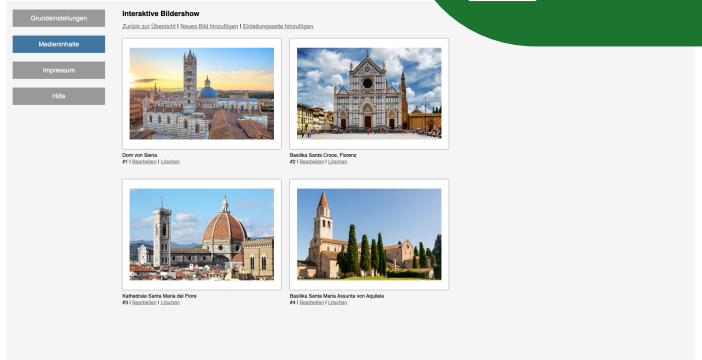 Grundeinstellungen
Medieninhalte
Impressum
Hilfe
Interaktive Bildershow
Zurück zur Übersicht I Neues Bild hinzufügen I Einleitungsseite hinzufügen
Dom von Siena
#1 I Bearbeiten I Löschen
Basilika Santa Croce, Florenz
#2 I Bearbeiten I Löschen
Kathedrale Santa Maria del Fiore
#3 I Bearbeiten I Löschen
Basilika Santa Maria Assunta von Aquileia
#4 I Bearbeiten I Löschen